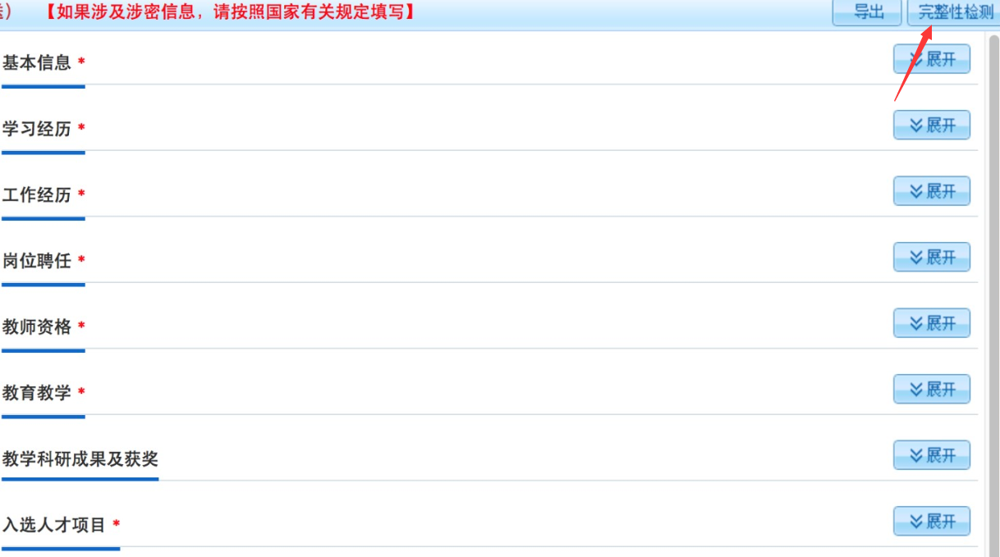 ）　【如果涉及涉密信息，请按照国家有关规定填写】 导出 完整性检测
基本信息 * 展开
学习经历 * 展开
工作经历 * 展开
岗位聘任 * 展开
教师资格 * 展开
教育教学 * 展开
教学科研成果及获奖 展开
入选人才项目 * 展开